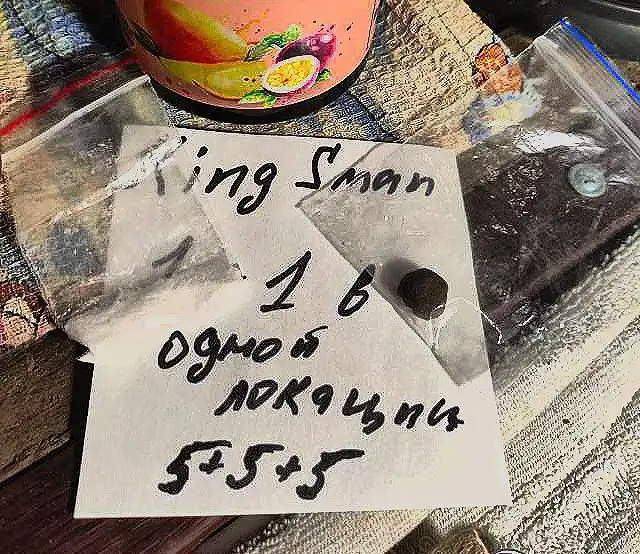 King Sman
1 в
одной
локации
5+5+5